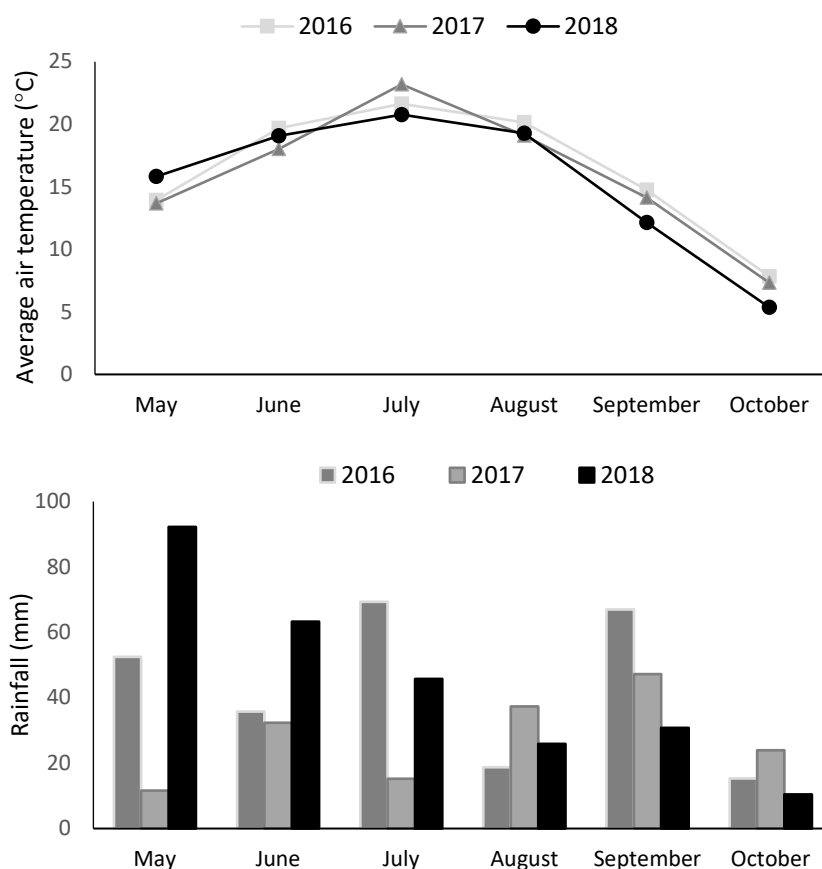 2016 2017 2018
Average air temperature (°C)
25
20
15
10
5
0
May June July August September October
2016 2017 2018
Rainfall (mm)
100
80
60
40
20
0
May June July August September October